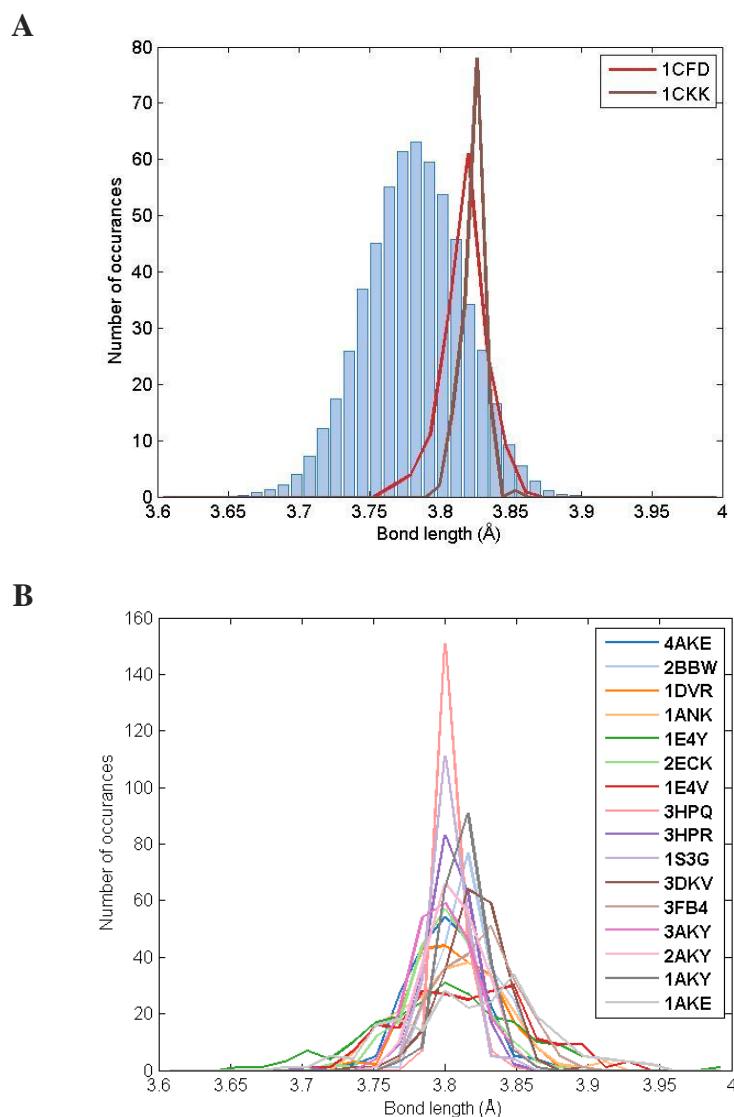 A
80
70
60
50
40
30
20
10
0
Number of occurances
1CFD
1CKK
3.6 3.65 3.7 3.75 3.8 3.85 3.9 3.95 4
Bond length (Å)
B
160
140
120
100
80
60
40
20
0
Number of occurances
4AKE
2BBW
1DVR
1ANK
1E4Y
2ECK
1E4V
3HPQ
3HPR
1S3G
3DKV
3FB4
3AKY
2AKY
1AKY
1AKE
3.6 3.65 3.7 3.75 3.8 3.85 3.9 3.95 4
Bond length (Å)